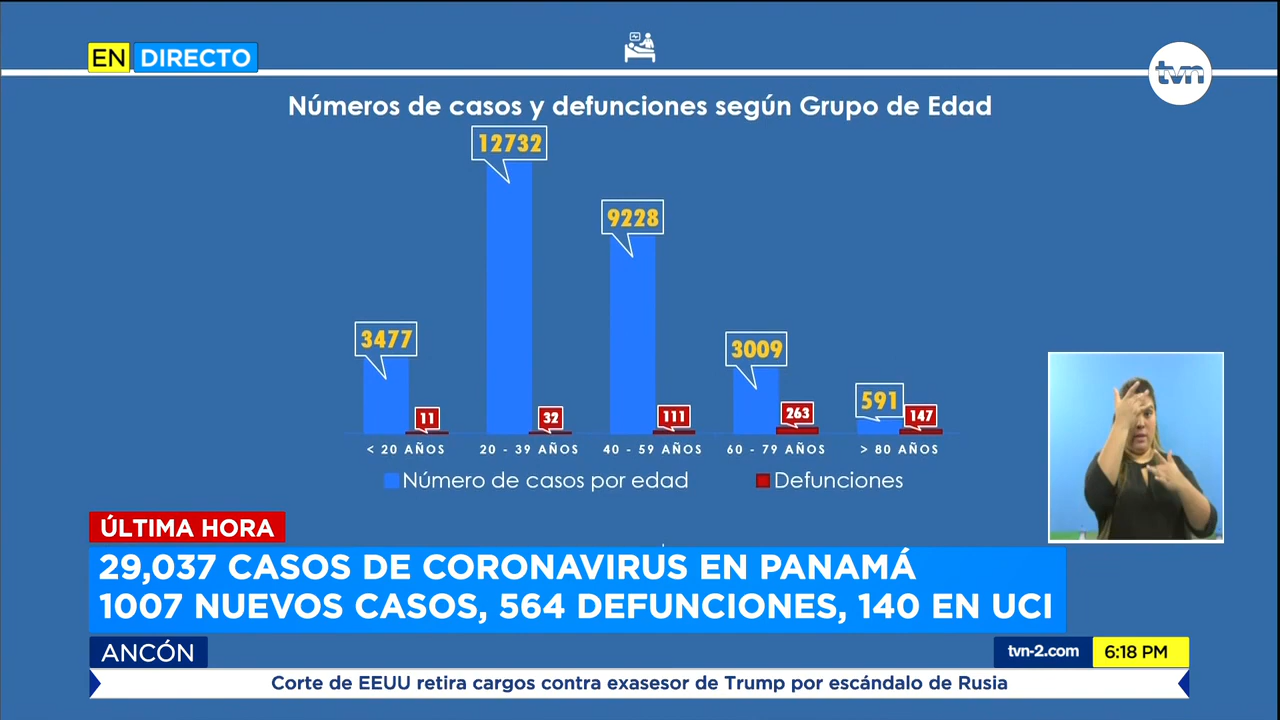 EN DIRECTO
tvn
Números de casos y defunciones según Grupo de Edad
12732
9228
3477
3009
591
11
32
111
263
147
< 20 AÑOS
20 - 39 AÑOS
40 - 59 AÑOS
60 - 79 AÑOS
> 80 AÑOS
Número de casos por edad
Defunciones
ÚLTIMA HORA
29,037 CASOS DE CORONAVIRUS EN PANAMÁ
1007 NUEVOS CASOS, 564 DEFUNCIONES, 140 EN UCI
ANCÓN
tvn-2.com
6:18 PM
Corte de EEUU retira cargos contra exasesor de Trump por escándalo de Rusia